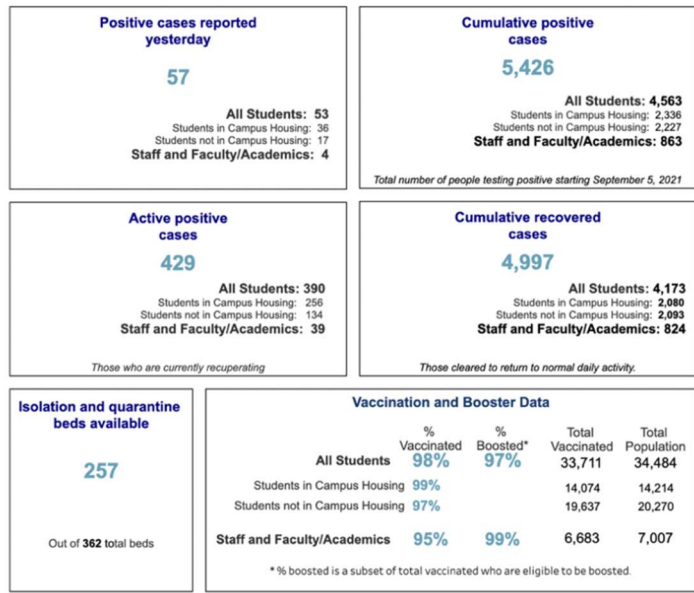 Positive cases reported
yesterday
57
All Students: 53
Students in Campus Housing: 36
Students not in Campus Housing: 17
Staff and Faculty/Academics: 4
Cumulative positive
cases
5,426
All Students: 4,563
Students in Campus Housing: 2,336
Students not in Campus Housing: 2,227
Staff and Faculty/Academics: 863
Total number of people testing positive starting September 5, 2021
Active positive
cases
429
All Students: 390
Students in Campus Housing: 256
Students not in Campus Housing: 134
Staff and Faculty/Academics: 39
Those who are currently recuperating
Cumulative recovered
cases
4,997
All Students: 4,173
Students in Campus Housing: 2,080
Students not in Campus Housing: 2,093
Staff and Faculty/Academics: 824
Those cleared to return to normal daily activity.
Isolation and quarantine
beds available
257
Out of 362 total beds
Vaccination and Booster Data
% % Total Total
Vaccinated Boosted* Vaccinated Population
All Students 98% 97% 33,711 34,484
Students in Campus Housing 99% 14,074 14,214
Students not in Campus Housing 97% 19,637 20,270
Staff and Faculty/Academics 95% 99% 6,683 7,007
* % boosted is a subset of total vaccinated who are eligible to be boosted.